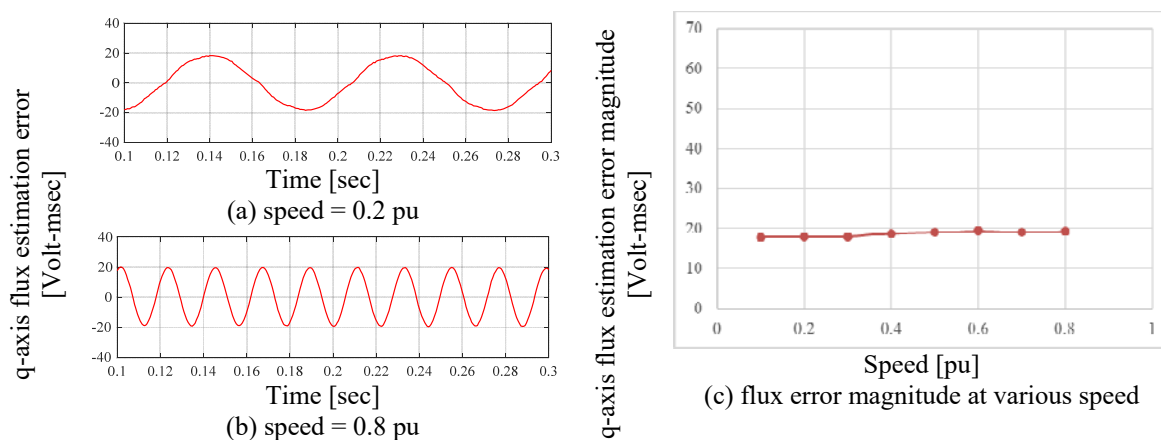 q-axis flux estimation error
[Volt-msec]
40
20
0
-20
-40
0.1 0.12 0.14 0.16 0.18 0.2 0.22 0.24 0.26 0.28 0.3
Time [sec]
(a) speed = 0.2 pu
40
20
0
-20
-40
0.1 0.12 0.14 0.16 0.18 0.2 0.22 0.24 0.26 0.28 0.3
Time [sec]
(b) speed = 0.8 pu
q-axis flux estimation error magnitude
[Volt-msec]
70
60
50
40
30
20
10
0
0 0.2 0.4 0.6 0.8 1
Speed [pu]
(c) flux error magnitude at various speed